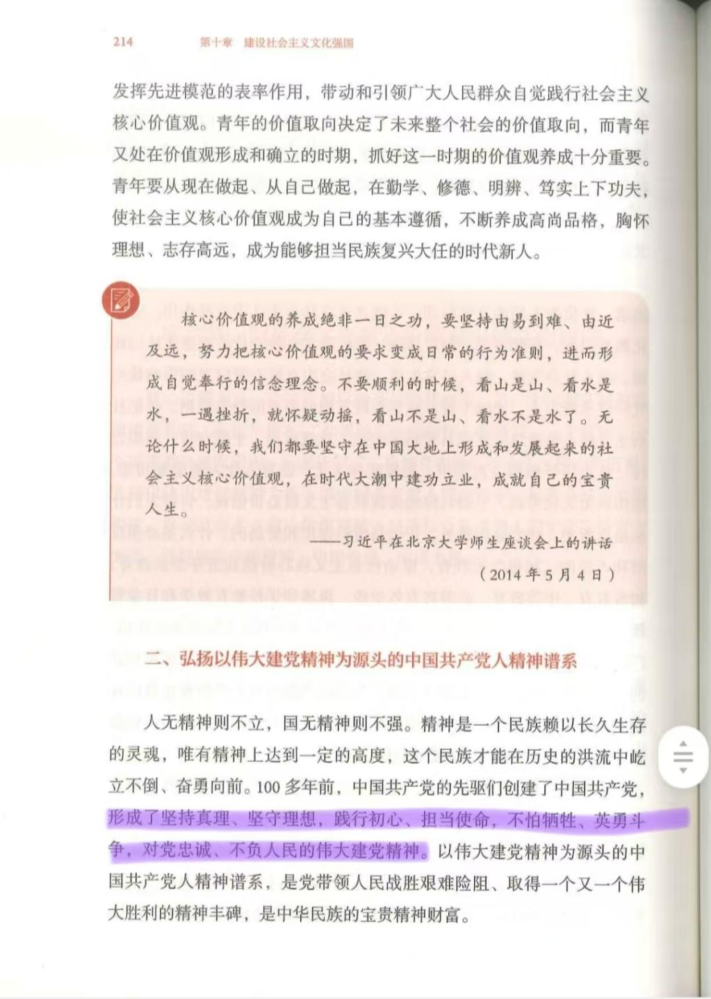 214 第十章 建设社会主义文化强国
发挥先进模范的表率作用，带动和引领广大人民群众自觉践行社会主义
核心价值观。青年的价值取向决定了未来整个社会的价值取向，而青年
又处在价值观形成和确立的时期，抓好这一时期的价值观养成十分重要。
青年要从现在做起、从自己做起，在勤学、修德、明辨、笃实上下功夫，
使社会主义核心价值观成为自己的基本遵循，不断养成高尚品格，胸怀
理想、志存高远，成为能够担当民族复兴大任的时代新人。
核心价值观的养成绝非一日之功，要坚持由易到难、由近
及远，努力把核心价值观的要求变成日常的行为准则，进而形
成自觉奉行的信念理念。不要顺利的时候，看山是山、看水是
水，一遇挫折，就怀疑动摇，看山不是山、看水不是水了。无
论什么时候，我们都要坚守在中国大地上形成和发展起来的社
会主义核心价值观，在时代大潮中建功立业，成就自己的宝贵
人生。
——习近平在北京大学师生座谈会上的讲话
（2014年5月4日）
二、弘扬以伟大建党精神为源头的中国共产党人精神谱系
人无精神则不立，国无精神则不强。精神是一个民族赖以长久生存
的灵魂，唯有精神上达到一定的高度，这个民族才能在历史的洪流中屹
立不倒、奋勇向前。100多年前，中国共产党的先驱们创建了中国共产党，
形成了坚持真理、坚守理想，践行初心、担当使命，不怕牺牲、英勇斗
争，对党忠诚、不负人民的伟大建党精神。以伟大建党精神为源头的中
国共产党人精神谱系，是党带领人民战胜艰难险阻、取得一个又一个伟
大胜利的精神丰碑，是中华民族的宝贵精神财富。